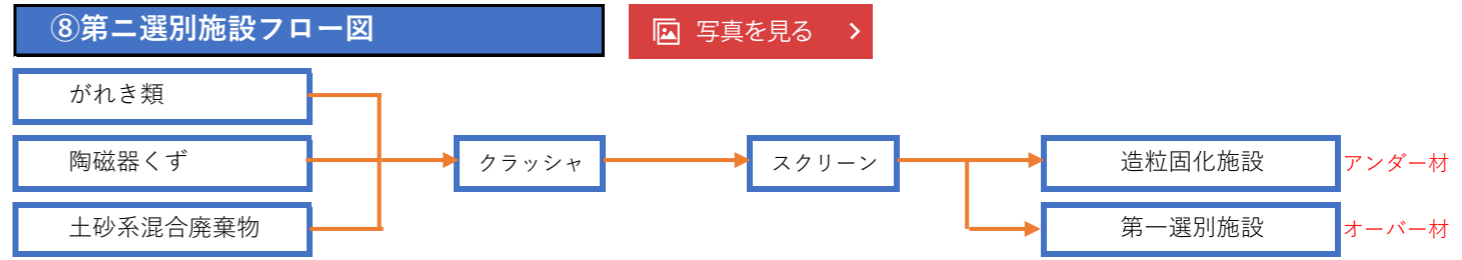 ⑧第二選別施設フロー図
写真を見る
がれき類
陶磁器くず
クラッシャ
スクリーン
造粒固化施設
アンダー材
土砂系混合廃棄物
第一選別施設
オーバー材